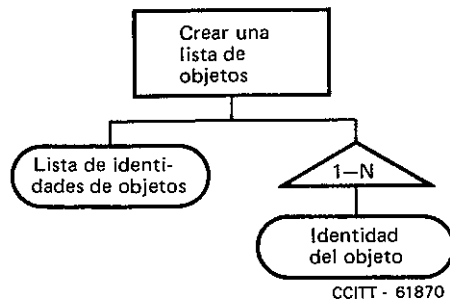 Crear una
lista de
objetos
Lista de identi-
dades de objetos
1–N
Identidad
del objeto
CCITT - 61870